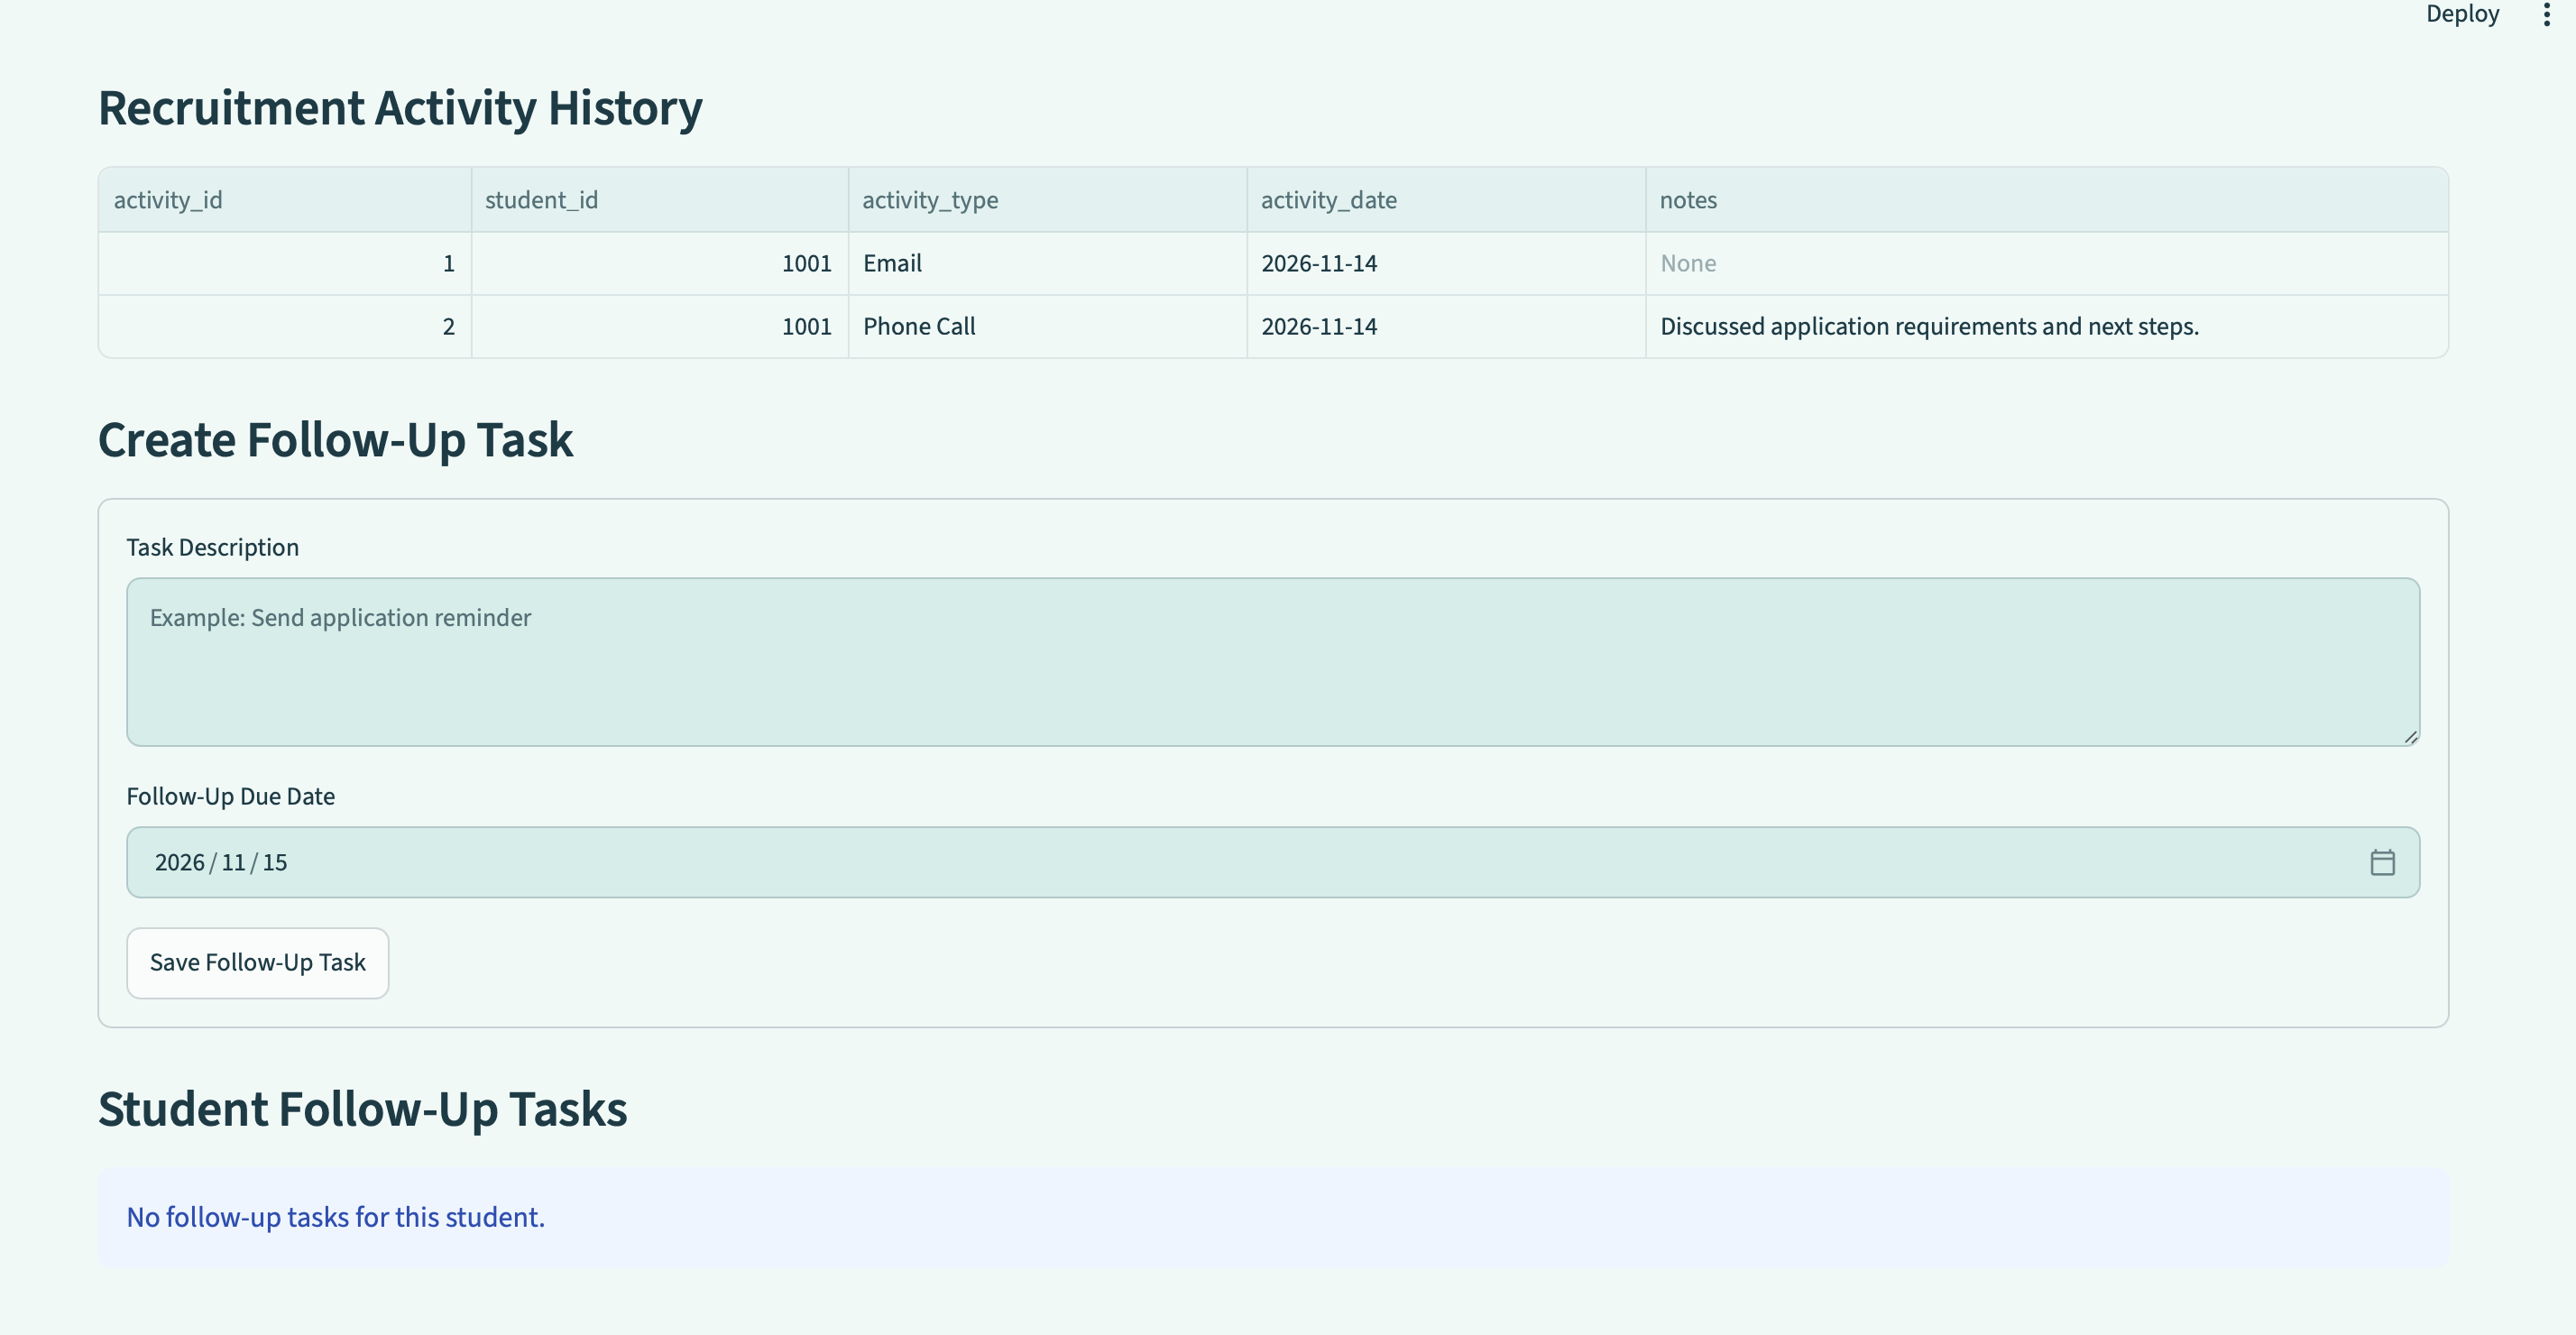 Deploy
Recruitment Activity History
activity_id student_id activity_type activity_date notes
1 1001 Email 2026-11-14 None
2 1001 Phone Call 2026-11-14 Discussed application requirements and next steps.
Create Follow-Up Task
Task Description
Example: Send application reminder
Follow-Up Due Date
2026/11/15
Save Follow-Up Task
Student Follow-Up Tasks
No follow-up tasks for this student.